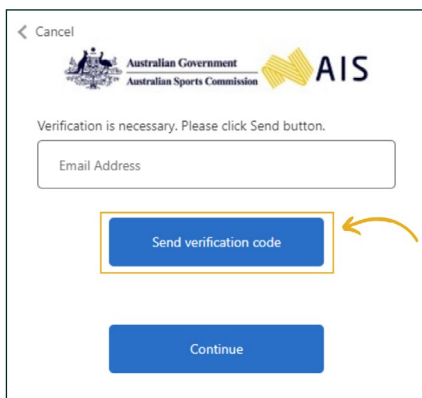 Cancel
Australian Government
Australian Sports Commission
AIS
Verification is necessary. Please click Send button.
Email Address
Send verification code
Continue